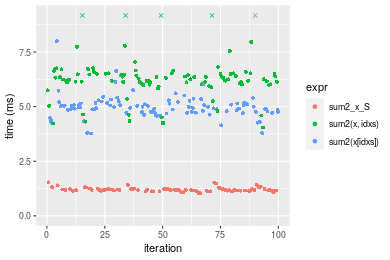 7.5
5.0
2.5
0.0
time (ms)
0
25
50
75
100
iteration
expr
sum2_x_S
sum2(x, idxs)
sum2(x[idxs])